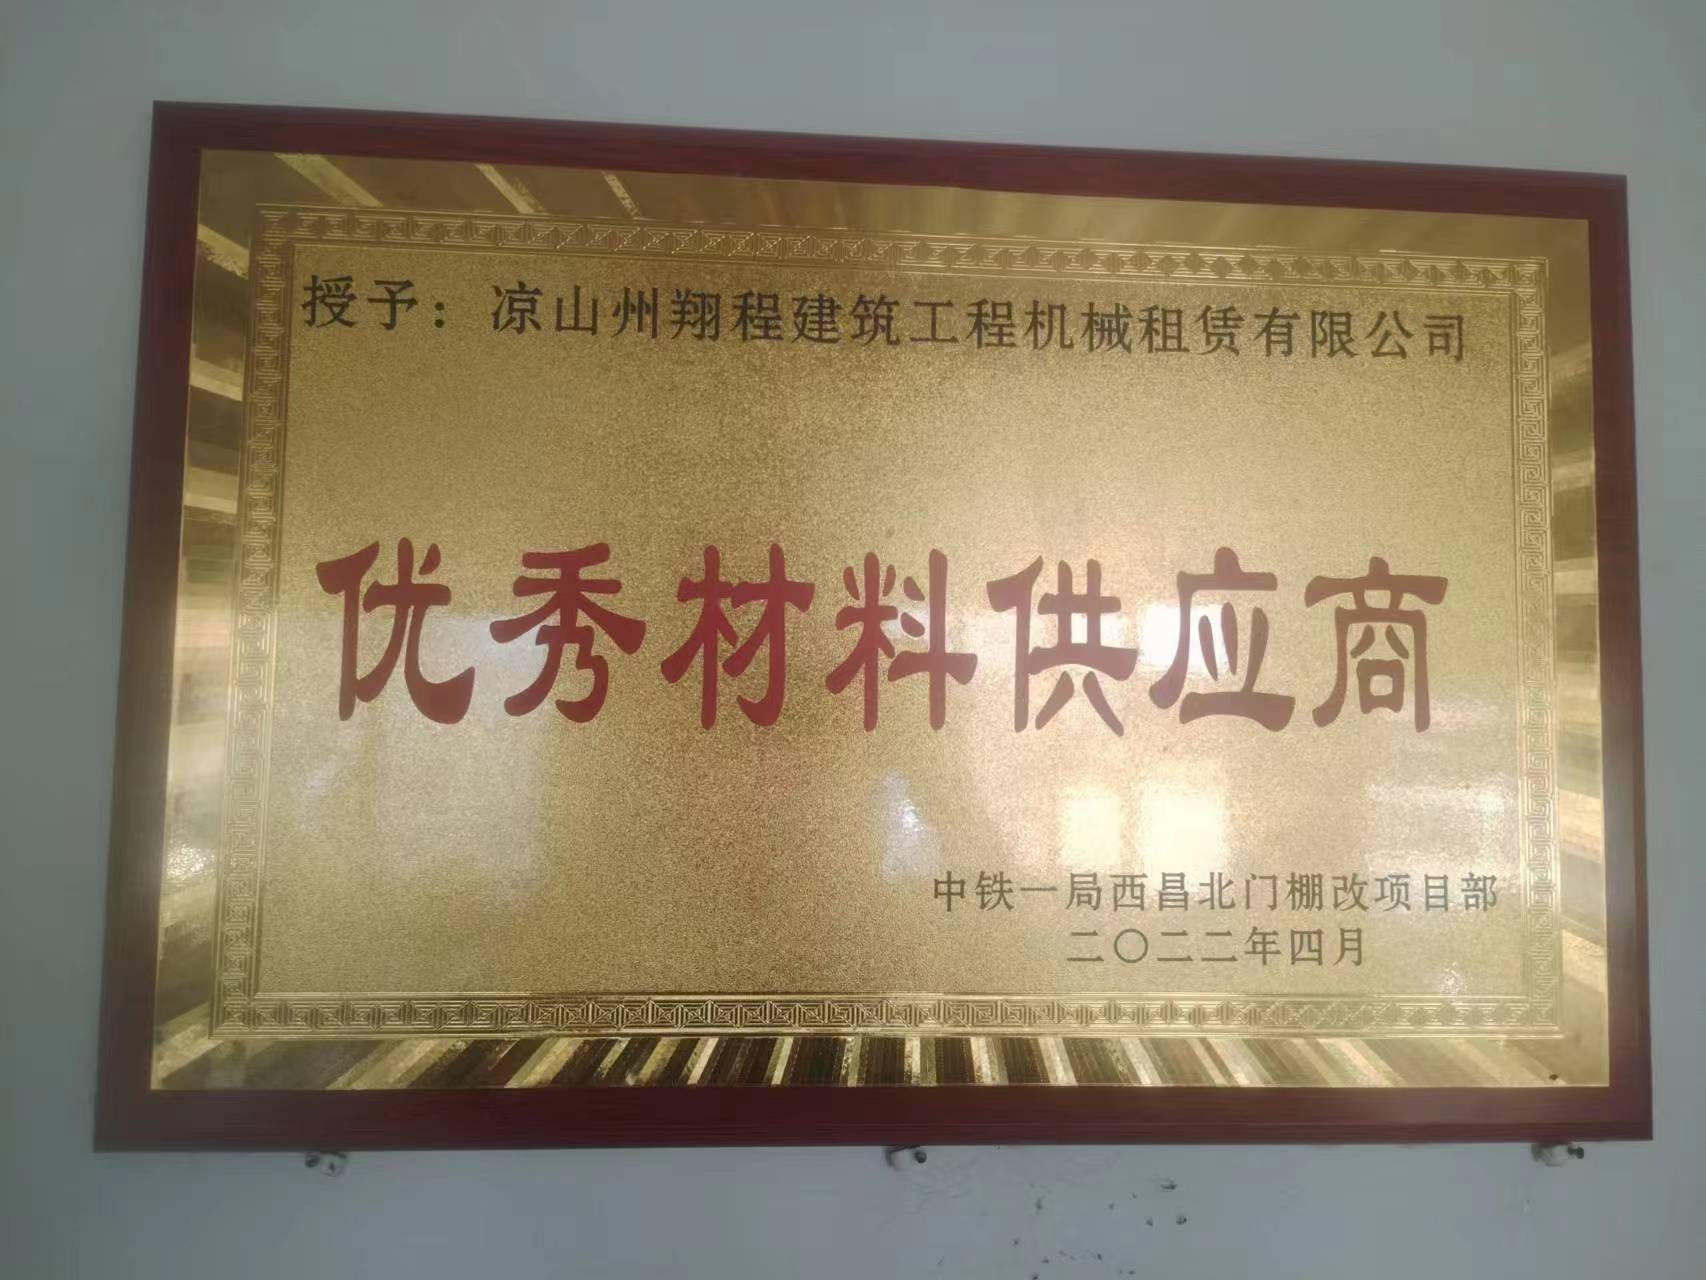 授予：凉山州翔程建筑工程机械租赁有限公司
优秀材料供应商
中铁一局西昌北门棚改项目部
二〇二二年四月